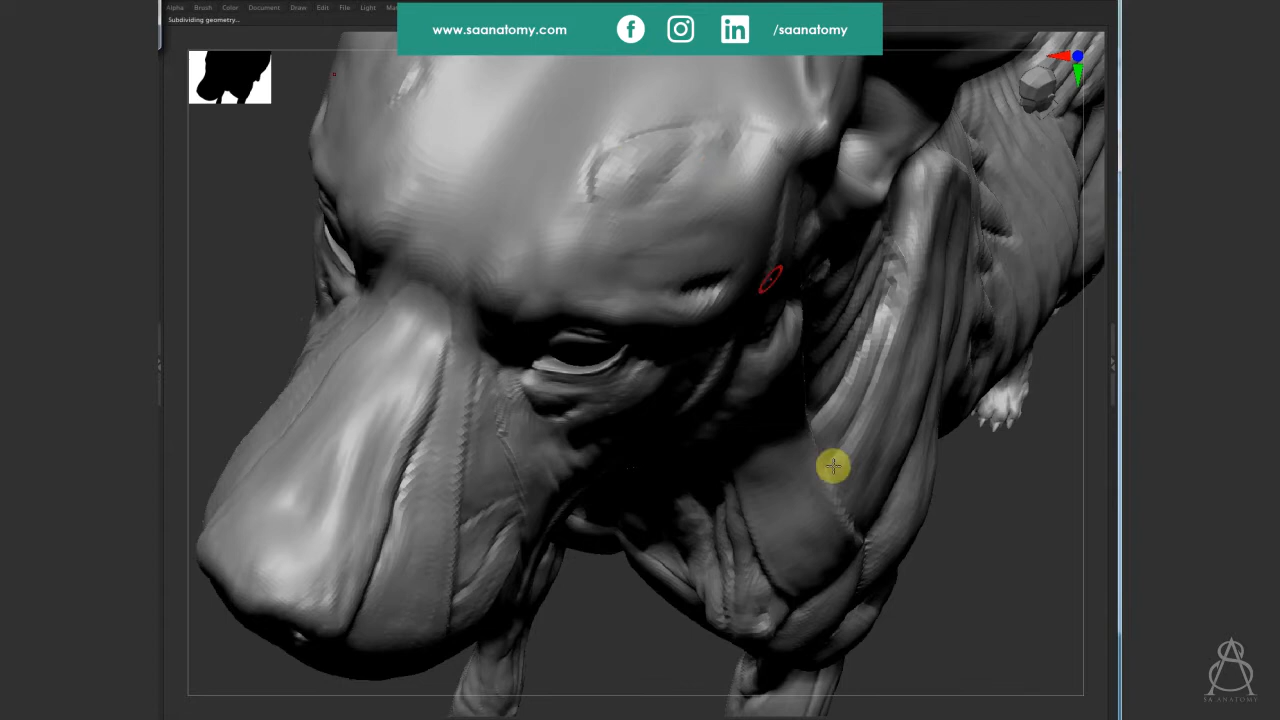 Alpha Brush Color Document Draw Edit File Light
Subdividing geometry...
www.saanatomy.com /saanatomy
SA ANATOMY